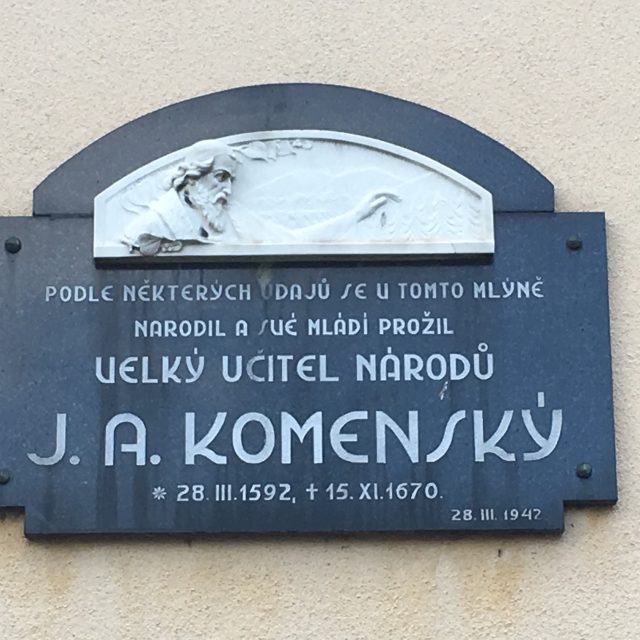 PODLE NĚKTERÝCH ÚDAJŮ SE U TOMTO MLÝNĚ
NARODIL A SVÉ MLÁDÍ PROŽIL
VELKÝ UČITEL NÁRODŮ
J. A. KOMENSKÝ
* 28. III. 1592, + 15. XI. 1670.
28. III. 1942